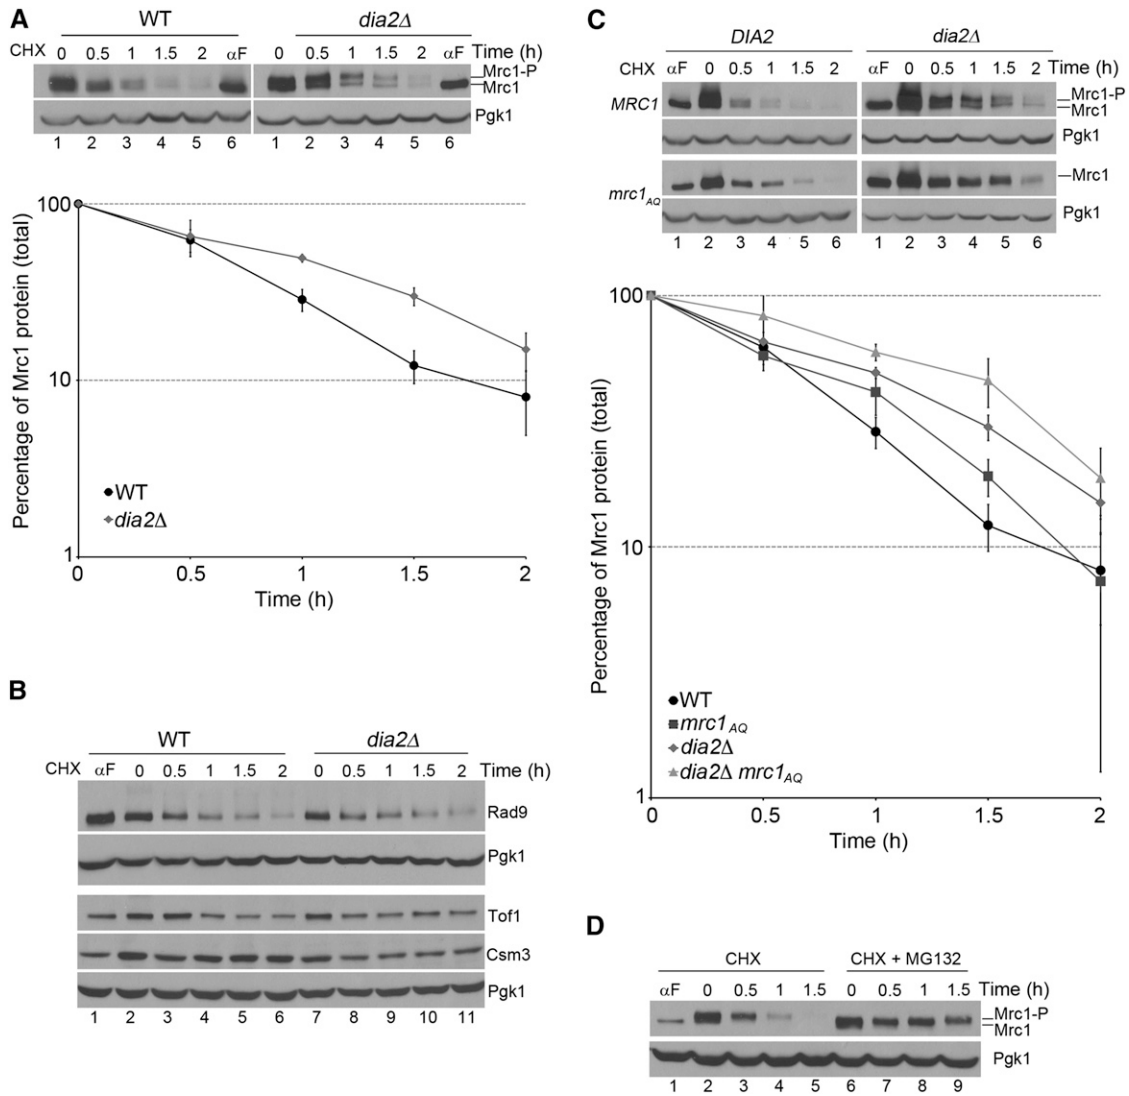 A
WT dia2Δ
CHX 0 0.5 1 1.5 2 αF 0 0.5 1 1.5 2 αF Time (h)
Mrc1-P
Mrc1
Pgk1
1 2 3 4 5 6 1 2 3 4 5 6
Percentage of Mrc1 protein (total)
100
10
1
WT
dia2Δ
0 0.5 1 1.5 2
Time (h)
B
WT dia2Δ
CHX αF 0 0.5 1 1.5 2 0 0.5 1 1.5 2 Time (h)
Rad9
Pgk1
Tof1
Csm3
Pgk1
1 2 3 4 5 6 7 8 9 10 11
C
DIA2 dia2Δ
CHX αF 0 0.5 1 1.5 2 αF 0 0.5 1 1.5 2 Time (h)
MRC1 Mrc1-P
Mrc1
Pgk1
mrc1AQ Mrc1
Pgk1
1 2 3 4 5 6 1 2 3 4 5 6
Percentage of Mrc1 protein (total)
100
10
1
WT
mrc1AQ
dia2Δ
dia2Δ mrc1AQ
0 0.5 1 1.5 2
Time (h)
D
CHX CHX + MG132
αF 0 0.5 1 1.5 0 0.5 1 1.5 Time (h)
Mrc1-P
Mrc1
Pgk1
1 2 3 4 5 6 7 8 9